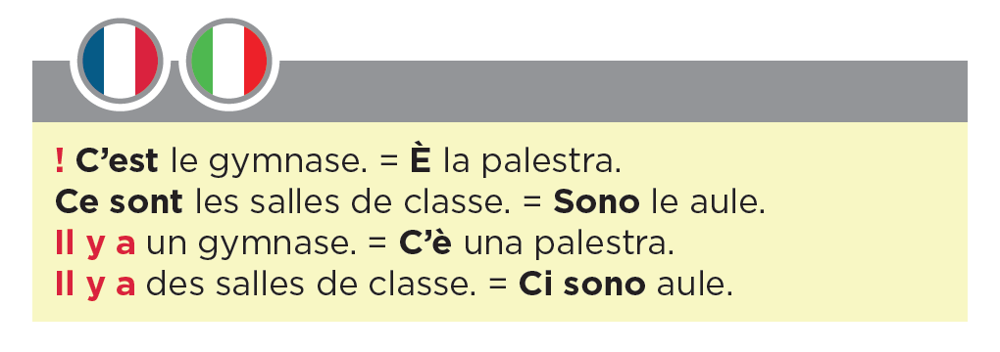 ! C’est le gymnase. = È la palestra.
Ce sont les salles de classe. = Sono le aule.
Il y a un gymnase. = C’è una palestra.
Il y a des salles de classe. = Ci sono aule.